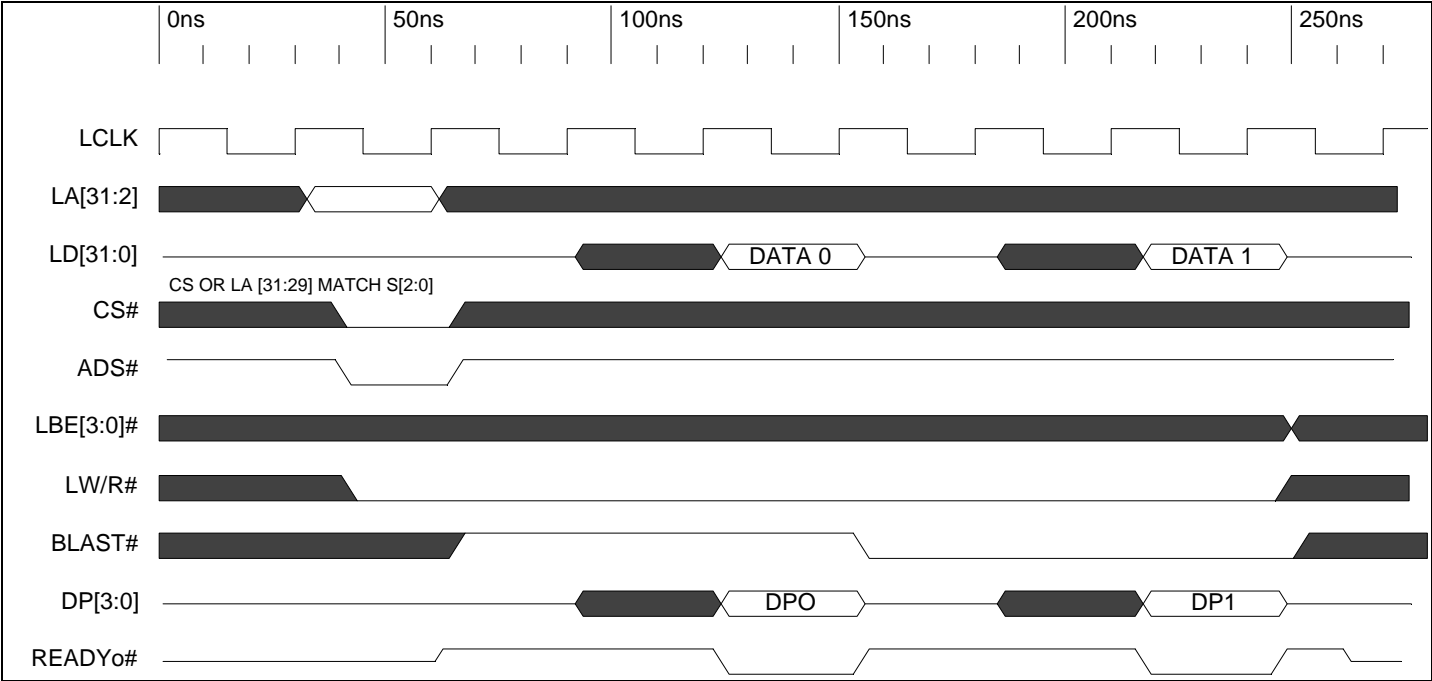 0ns 50ns 100ns 150ns 200ns 250ns
LCLK
LA[31:2]
LD[31:0] DATA 0 DATA 1
CS OR LA [31:29] MATCH S[2:0]
CS#
ADS#
LBE[3:0]#
LW/R#
BLAST#
DP[3:0] DPO DP1
READYo#